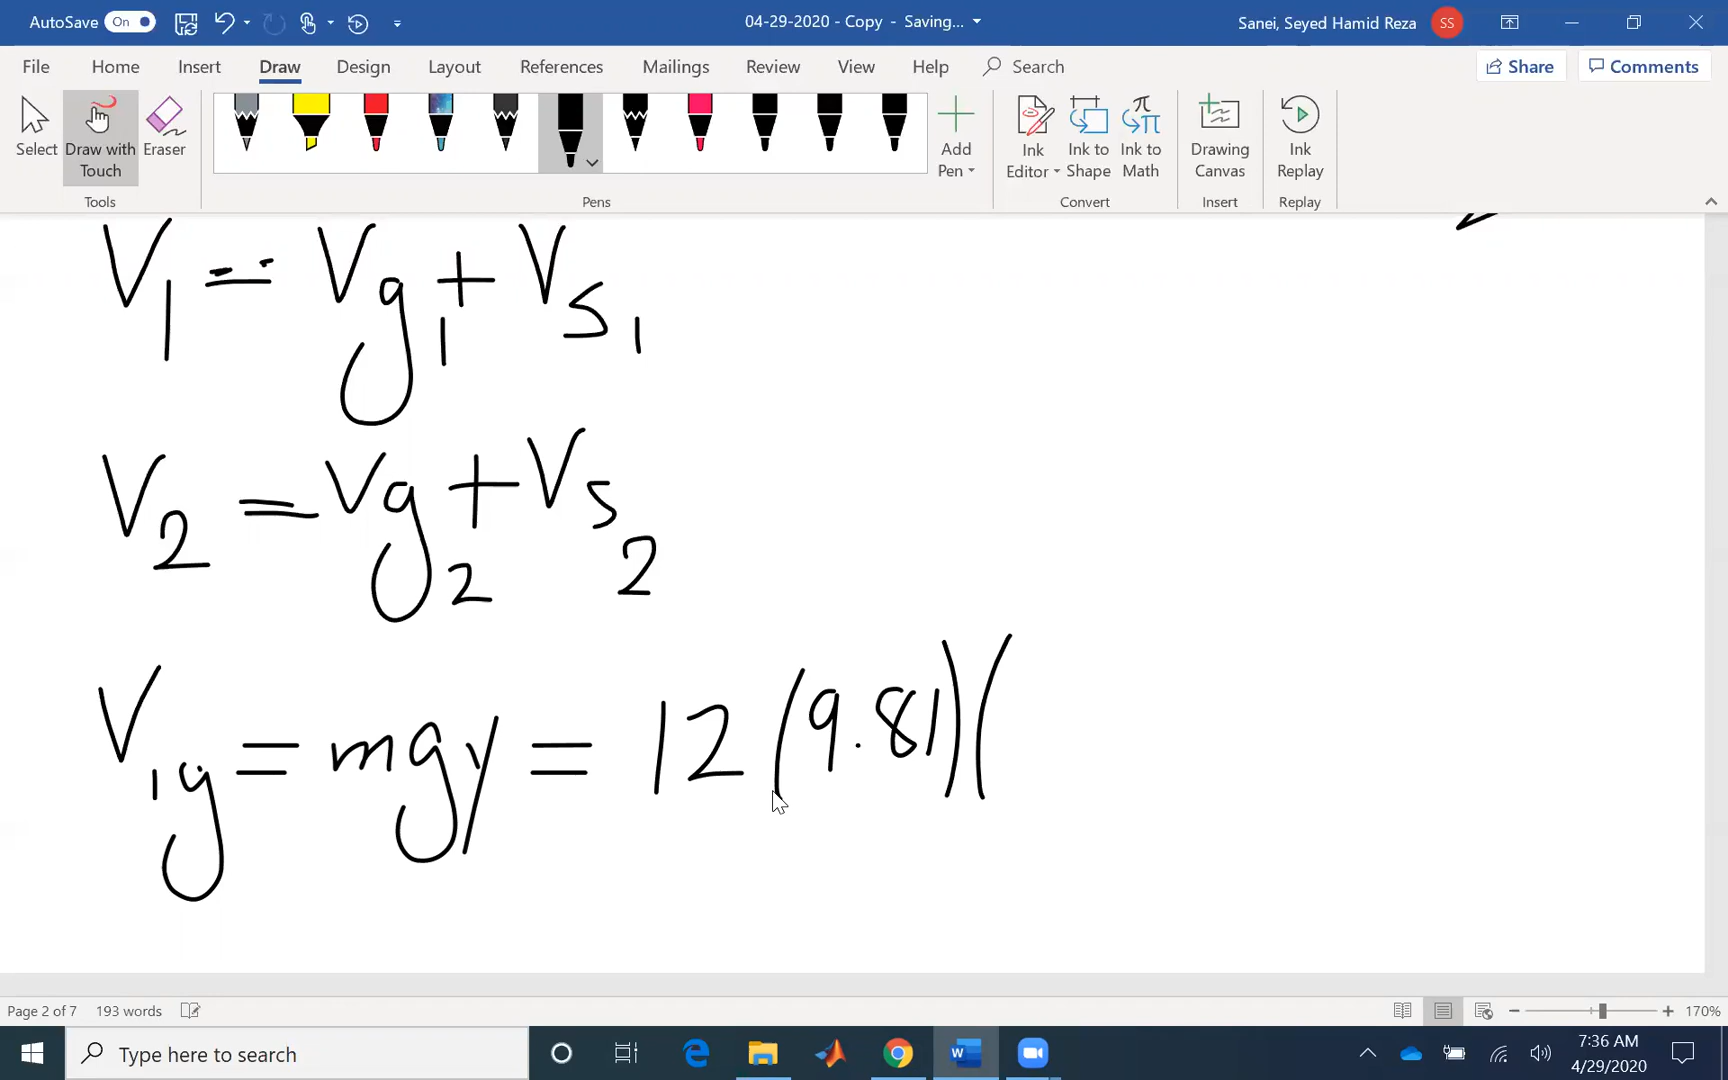 AutoSave On 04-29-2020 - Copy - Saving... Sanei, Seyed Hamid Reza SS
File Home Insert Draw Design Layout References Mailings Review View Help Search Share Comments
Select Draw with Touch Eraser Add Pen Ink Editor Ink to Shape Ink to Math Drawing Canvas Ink Replay
Tools Pens Convert Insert Replay
V1 = Vg1 + Vs1
V2 = Vg2 + Vs2
V1g = mgy = 12 (9.81)(
Page 2 of 7 193 words 170%
Type here to search 7:36 AM
4/29/2020